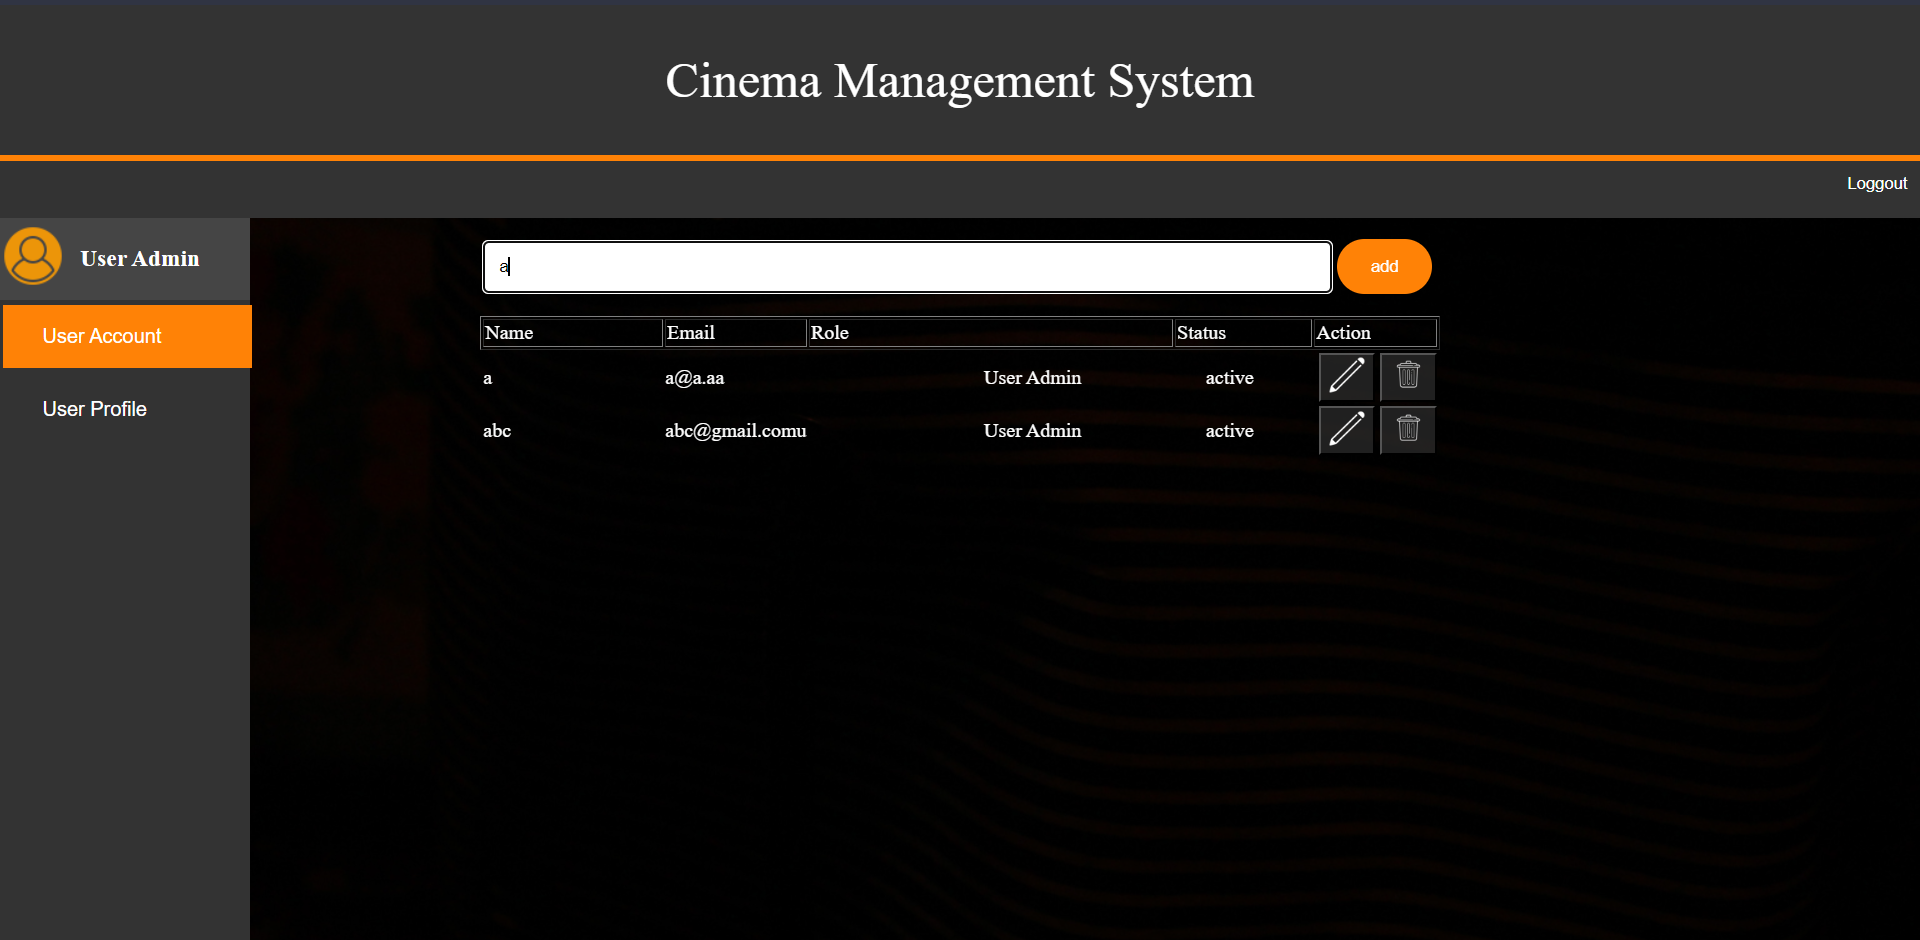 Cinema Management System
Loggout
User Admin
User Account
User Profile
a
add
Name Email Role Status Action
a a@a.aa User Admin active
abc abc@gmail.comu User Admin active